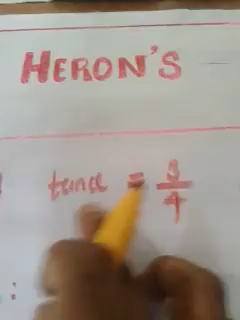 HERON'S
tanα = 3/4